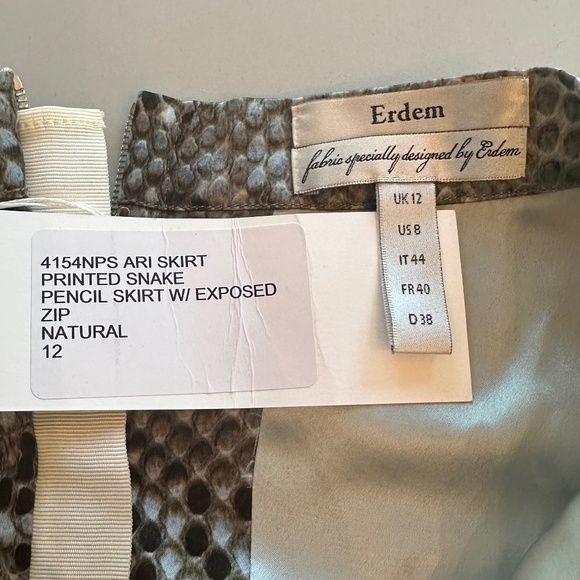 Erdem
fabric specially designed by Erdem
UK 12
US 8
IT 44
FR 40
D 38
4154NPS ARI SKIRT
PRINTED SNAKE
PENCIL SKIRT W/ EXPOSED
ZIP
NATURAL
12